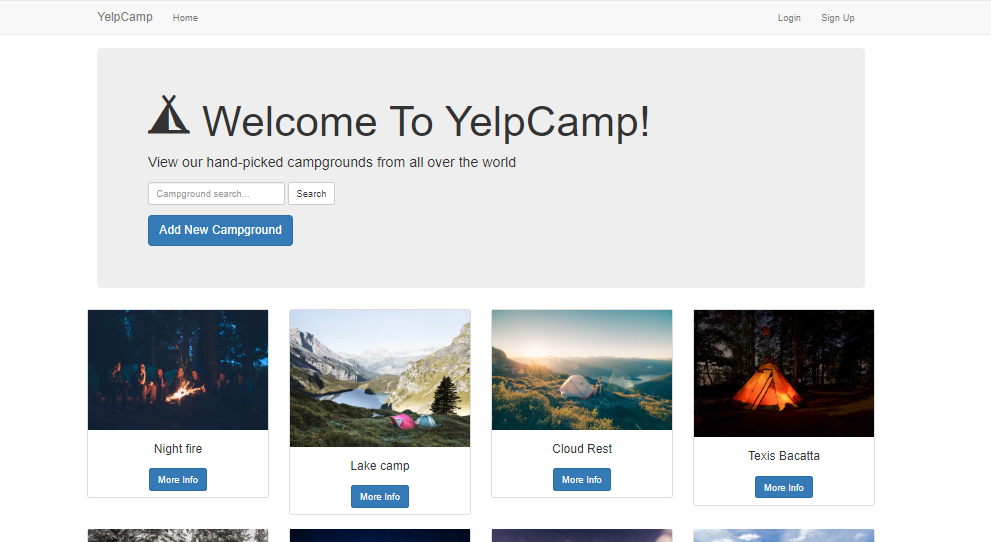 YelpCamp Home Login Sign Up
Welcome To YelpCamp!
View our hand-picked campgrounds from all over the world
Campground search... Search
Add New Campground
Night fire
More Info
Lake camp
More Info
Cloud Rest
More Info
Texis Bacatta
More Info